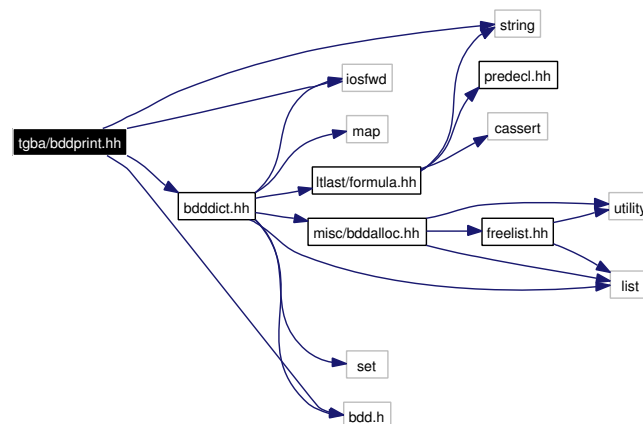 string
iosfwd
predecl.hh
map
cassert
tgba/bddprint.hh
ltlast/formula.hh
bdddict.hh
utility
misc/bddalloc.hh
freelist.hh
list
set
bdd.h